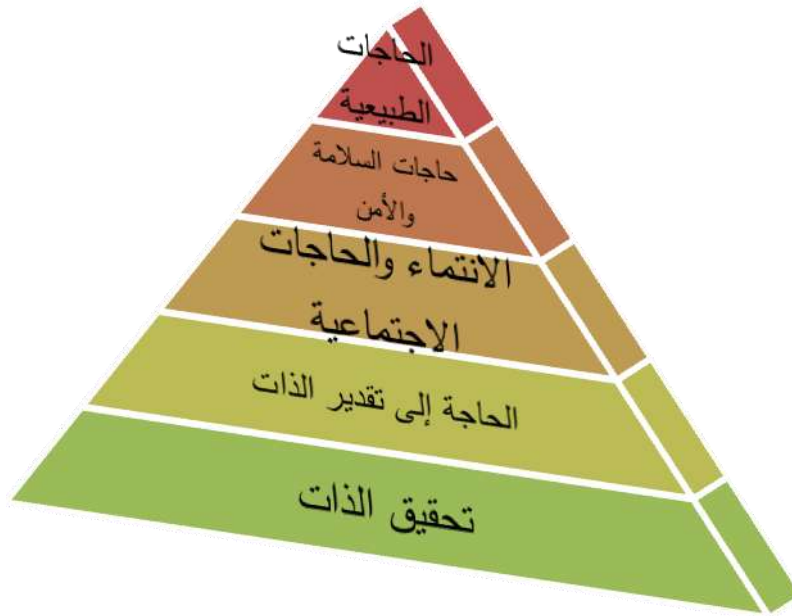 الحاجات
الطبيعية
حاجات السلامة
والأمن
الانتماء والحاجات
الاجتماعية
الحاجة إلى تقدير الذات
تحقيق الذات